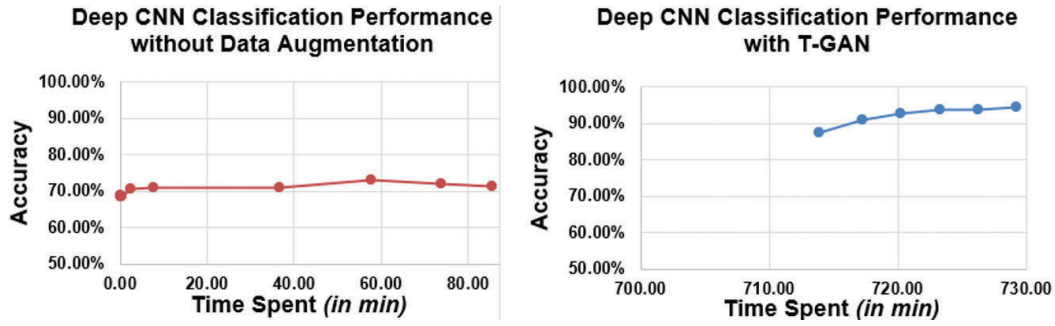 Deep CNN Classification Performance
without Data Augmentation
100.00%
90.00%
80.00%
70.00%
60.00%
50.00%
Accuracy
0.00 20.00 40.00 60.00 80.00
Time Spent (in min)
Deep CNN Classification Performance
with T-GAN
100.00%
90.00%
80.00%
70.00%
60.00%
50.00%
Accuracy
700.00 710.00 720.00 730.00
Time Spent (in min)